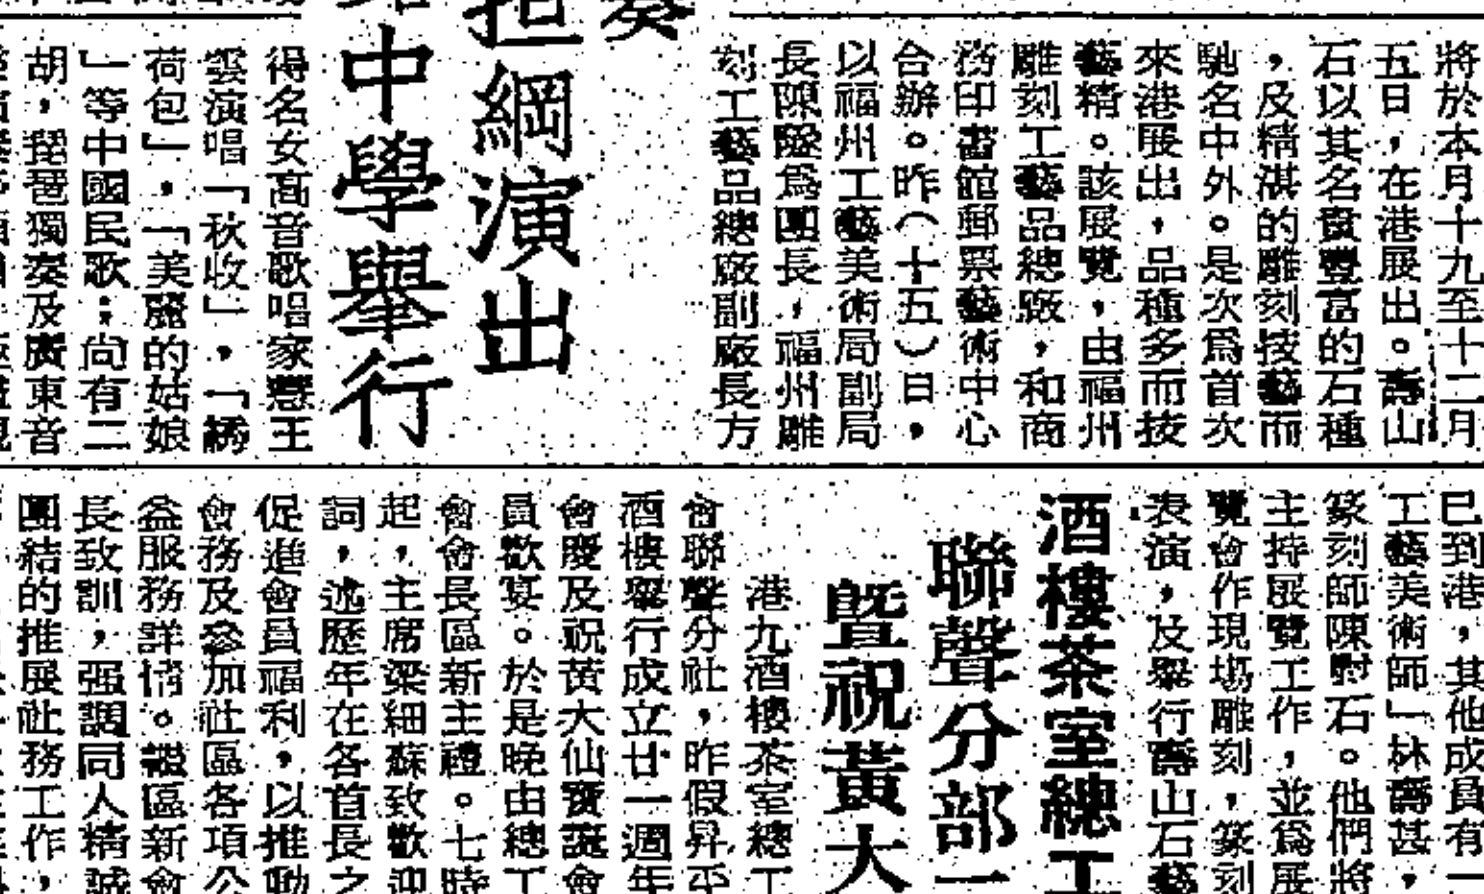 將於本月十九至十二月
五日，在港展出。壽山
石以其名貴豐富的石種
，及精湛的雕刻技藝而
馳名中外。是次為首次
來港展出，品種多而技
藝精。該展覽，由福州
雕刻工藝品總廠，和商
務印書館郵票藝術中心
合辦。昨（十五）日，
以福州工藝美術局副局
長陳為團長，福州雕
刻工藝品總廠副廠長方
奏
担綱演出
中學舉行
得名女高音歌唱家慧王
雲演唱「秋收」，「綉
荷包」，「美麗的姑娘
」等中國民歌；尚有二
胡，琵琶獨奏及廣東音
已到港，其他成員有一
工藝美術師」林壽甚，
篆刻師陳石。他們將
主持展覽工作，並為展
覽會作現場雕刻，篆刻
表演，及舉行壽山石藝
酒樓茶室總工
聯聲分部一
暨祝黃大
港九酒樓茶室總工
會聯聲分社，昨假昇平
酒樓舉行成立廿一週年
會慶及祝黃大仙寶誕會
員歡宴。於是晚由總工
會會長區新主禮。七時
起，主席梁細蘇致歡迎
詞，述歷年在各首長之
促進會員福利，以推動
會務及參加社區各項公
益服務詳情。繼區新會
長致訓，强調同人精誠
團結的推展社務工作，